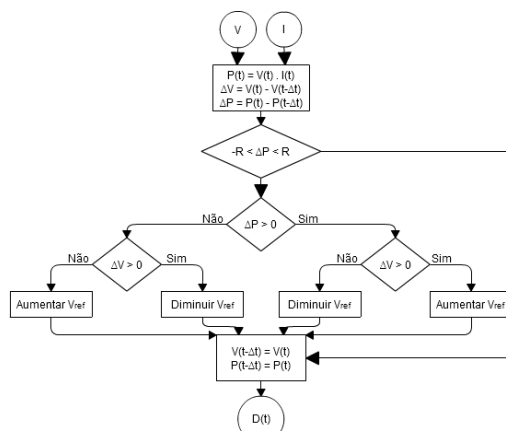 V I
P(t) = V(t) . I(t)
ΔV = V(t) - V(t-Δt)
ΔP = P(t) - P(t-Δt)
-R < ΔP < R
Não ΔP > 0 Sim
Não ΔV > 0 Sim Não ΔV > 0 Sim
Aumentar Vref Diminuir Vref Diminuir Vref Aumentar Vref
V(t-Δt) = V(t)
P(t-Δt) = P(t)
D(t)